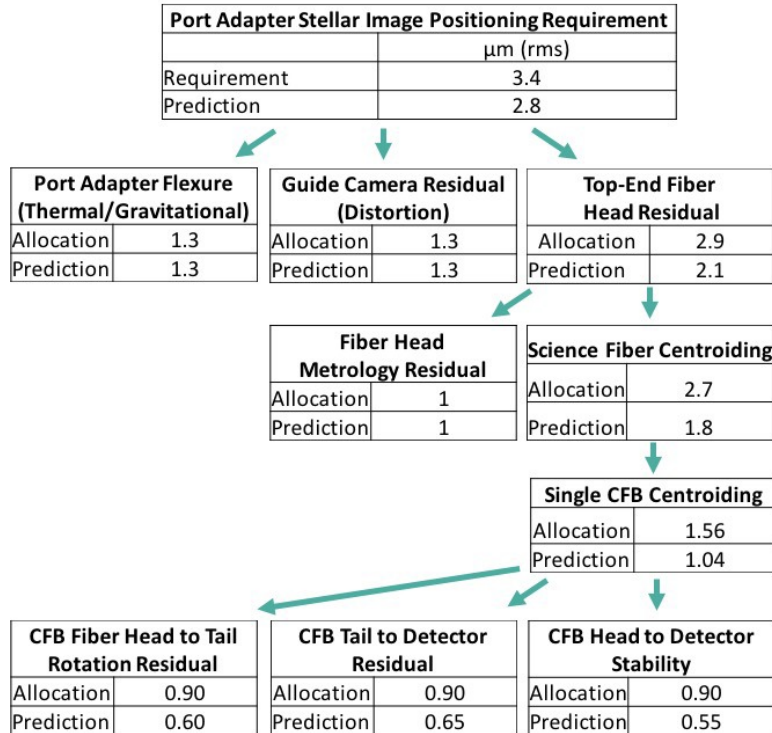 Port Adapter Stellar Image Positioning Requirement
µm (rms)
Requirement 3.4
Prediction 2.8
Port Adapter Flexure
(Thermal/Gravitational)
Allocation 1.3
Prediction 1.3
Guide Camera Residual
(Distortion)
Allocation 1.3
Prediction 1.3
Top-End Fiber
Head Residual
Allocation 2.9
Prediction 2.1
Fiber Head
Metrology Residual
Allocation 1
Prediction 1
Science Fiber Centroiding
Allocation 2.7
Prediction 1.8
Single CFB Centroiding
Allocation 1.56
Prediction 1.04
CFB Fiber Head to Tail
Rotation Residual
Allocation 0.90
Prediction 0.60
CFB Tail to Detector
Residual
Allocation 0.90
Prediction 0.65
CFB Head to Detector
Stability
Allocation 0.90
Prediction 0.55